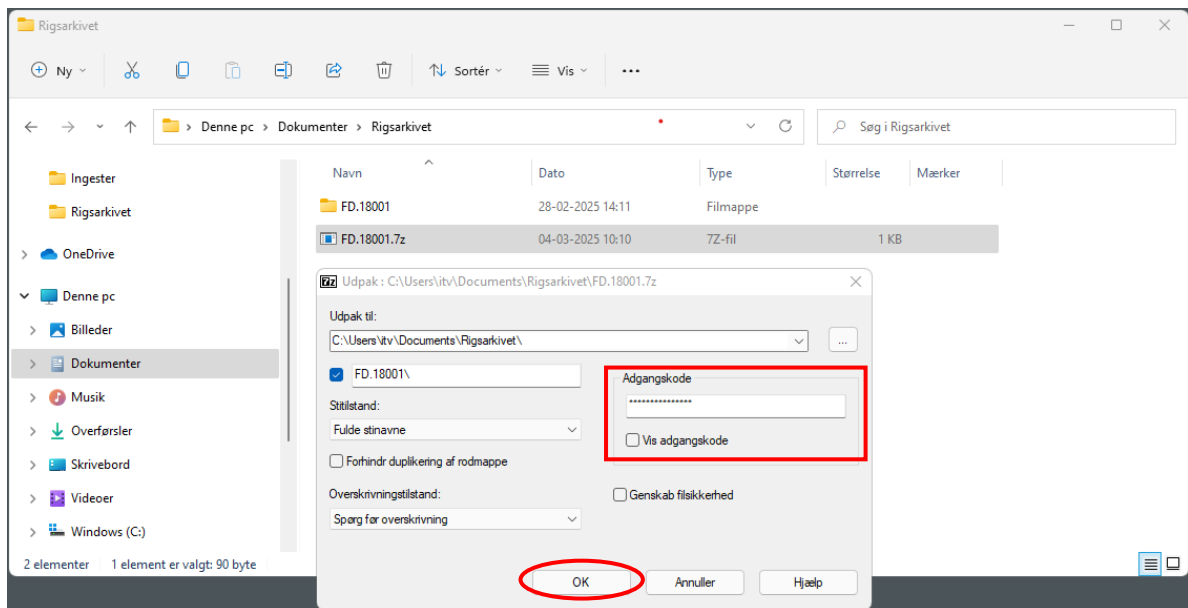 Rigsarkivet
Ny
Sortér
Vis
Denne pc > Dokumenter > Rigsarkivet
Søg i Rigsarkivet
Ingester
Rigsarkivet
OneDrive
Denne pc
Billeder
Dokumenter
Musik
Overførsler
Skrivebord
Videoer
Windows (C:)
Navn Dato Type Størrelse Mærker
FD.18001 28-02-2025 14:11 Filmappe
FD.18001.7z 04-03-2025 10:10 7Z-fil 1 KB
7z Udpak : C:\Users\itv\Documents\Rigsarkivet\FD.18001.7z
Udpak til:
C:\Users\itv\Documents\Rigsarkivet\
...
FD.18001\
Stitilstand:
Fulde stinavne
Forhindr duplikering af rodmappe
Overskrivningstilstand:
Spørg før overskrivning
Adgangskode
***************
Vis adgangskode
Genskab filsikkerhed
OK Annuller Hjælp
2 elementer 1 element er valgt: 90 byte